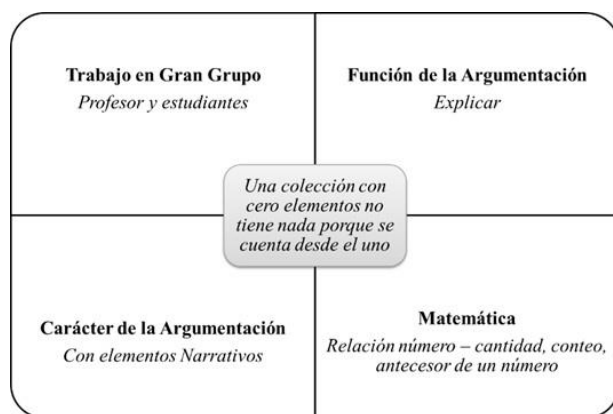 Trabajo en Gran Grupo
Profesor y estudiantes
Función de la Argumentación
Explicar
Una colección con
cero elementos no
tiene nada porque se
cuenta desde el uno
Carácter de la Argumentación
Con elementos Narrativos
Matemática
Relación número – cantidad, conteo,
antecesor de un número